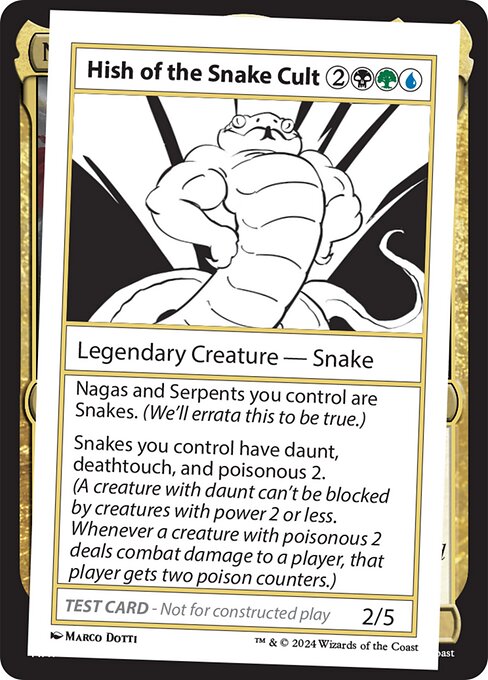 Hish of the Snake Cult 2
Legendary Creature — Snake
Nagas and Serpents you control are
Snakes. (We'll errata this to be true.)
Snakes you control have daunt,
deathtouch, and poisonous 2.
(A creature with daunt can't be blocked
by creatures with power 2 or less.
Whenever a creature with poisonous 2
deals combat damage to a player, that
player gets two poison counters.)
TEST CARD - Not for constructed play
2/5
Marco Dotti
™ & © 2024 Wizards of the Coast